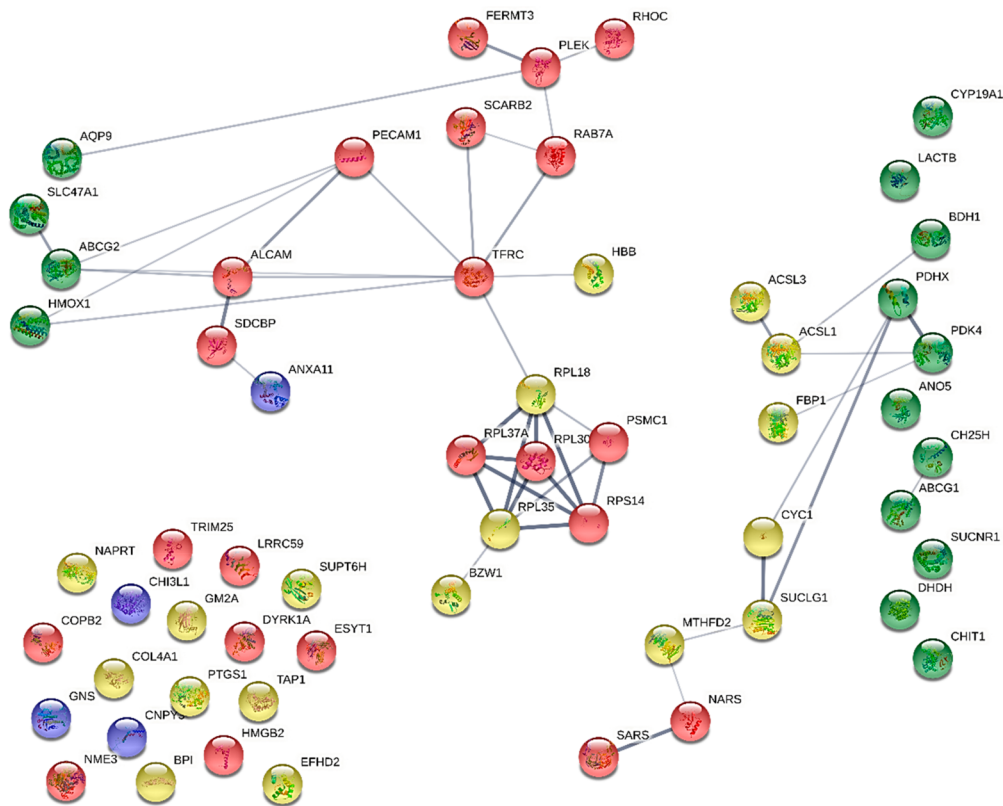 FERMT3
RHOC
PLEK
CYP19A1
SCARB2
AQP9
PECAM1
RAB7A
LACTB
SLC47A1
BDH1
ABCG2
ALCAM
TFRC
HBB
PDHX
ACSL3
HMOX1
SDCBP
ACSL1
PDK4
ANXA11
RPL18
FBP1
ANO5
RPL37A
RPL30
PSMC1
CH25H
ABCG1
RPL35
RPS14
CYC1
SUCNR1
TRIM25
LRRC59
NAPRT
SUPT6H
BZW1
DHDH
CHI3L1
GM2A
SUCLG1
COPB2
DYRK1A
ESYT1
MTHFD2
CHIT1
COL4A1
PTGS1
TAP1
NARS
GNS
CNPY3
HMGB2
SARS
NME3
BPI
EFHD2